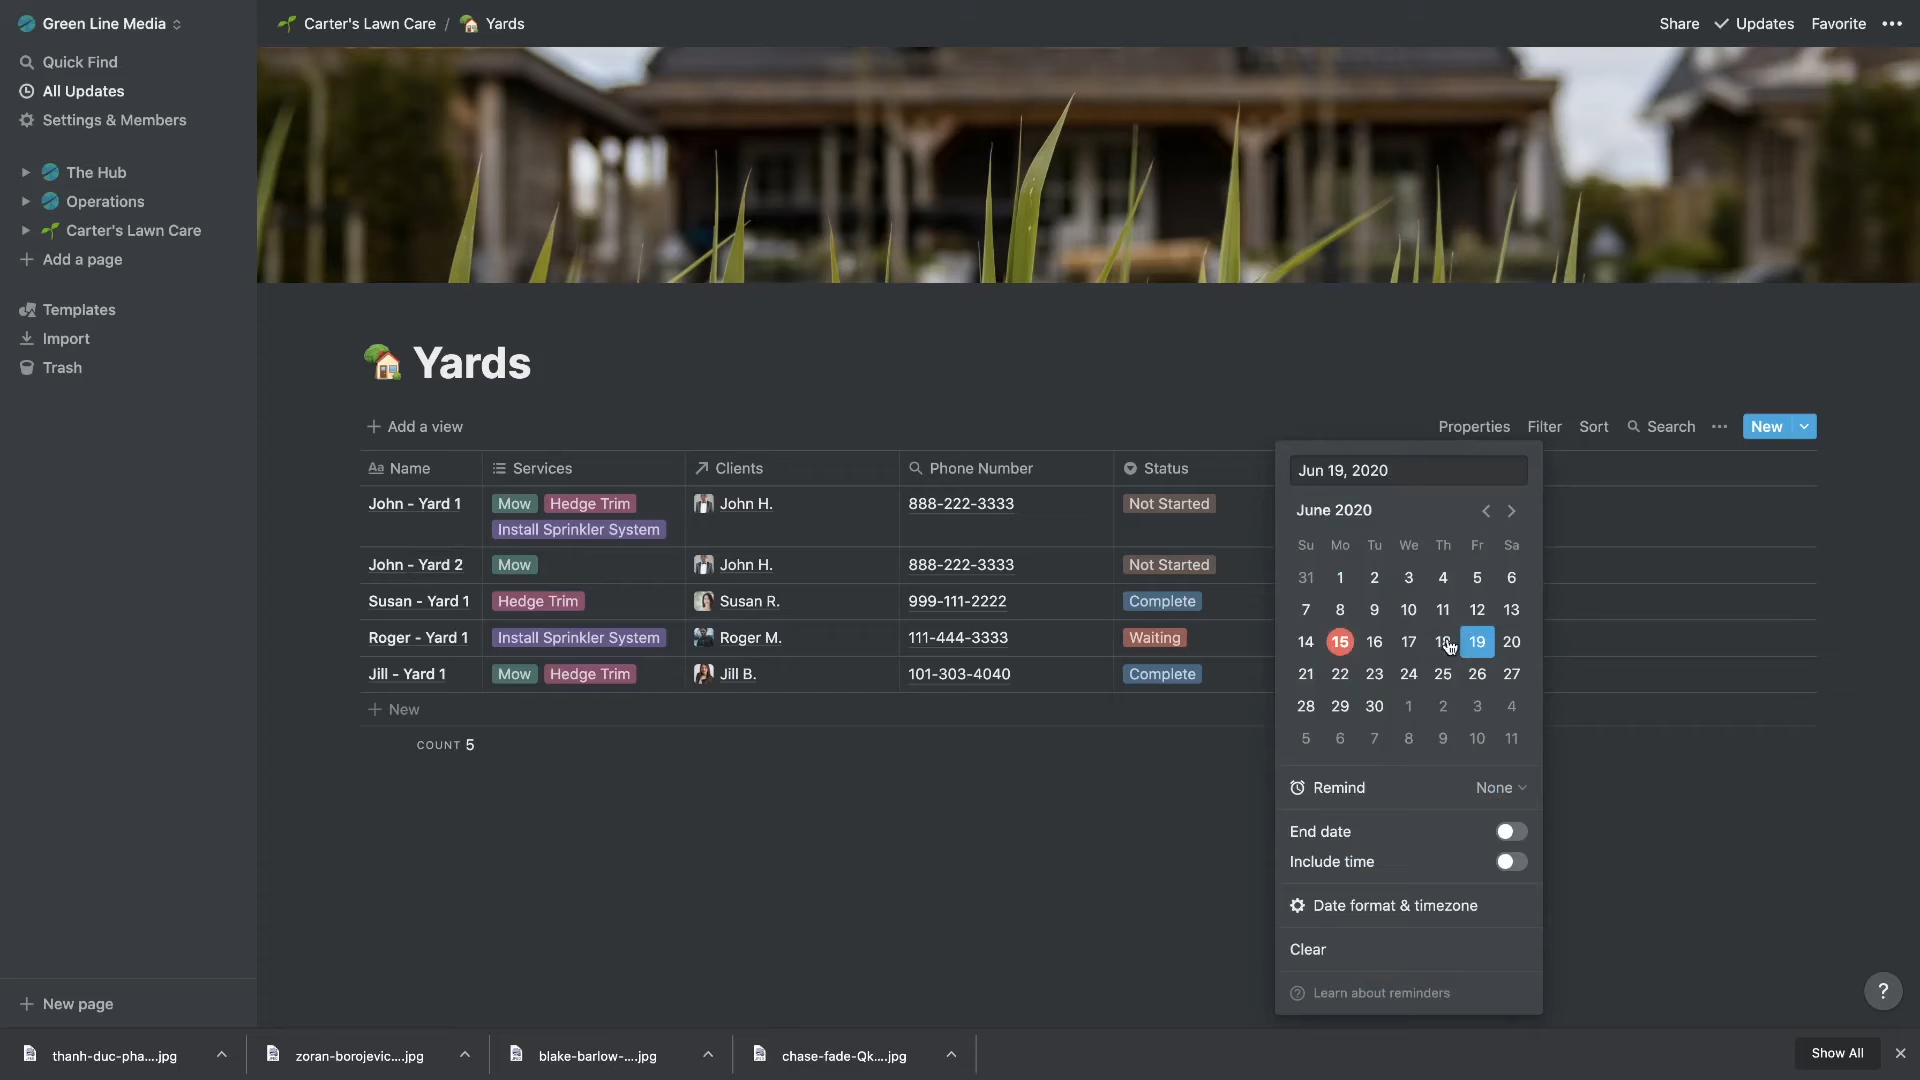 Green Line Media
Carter's Lawn Care / Yards
Share Updates Favorite •••
Quick Find
All Updates
Settings & Members
The Hub
Operations
Carter's Lawn Care
Add a page
Templates
Import
Trash
Yards
Add a view
Properties Filter Sort Search ••• New
Aa Name Services Clients Phone Number Status
John - Yard 1 Mow Hedge Trim John H. 888-222-3333 Not Started
Install Sprinkler System
John - Yard 2 Mow John H. 888-222-3333 Not Started
Susan - Yard 1 Hedge Trim Susan R. 999-111-2222 Complete
Roger - Yard 1 Install Sprinkler System Roger M. 111-444-3333 Waiting
Jill - Yard 1 Mow Hedge Trim Jill B. 101-303-4040 Complete
New
COUNT 5
Jun 19, 2020
June 2020
Su Mo Tu We Th Fr Sa
31 1 2 3 4 5 6
7 8 9 10 11 12 13
14 15 16 17 18 19 20
21 22 23 24 25 26 27
28 29 30 1 2 3 4
5 6 7 8 9 10 11
Remind None
End date
Include time
Date format & timezone
Clear
? Learn about reminders
New page
?
thanh-duc-pha....jpg zoran-borojevic....jpg blake-barlow-....jpg chase-fade-Qk....jpg Show All